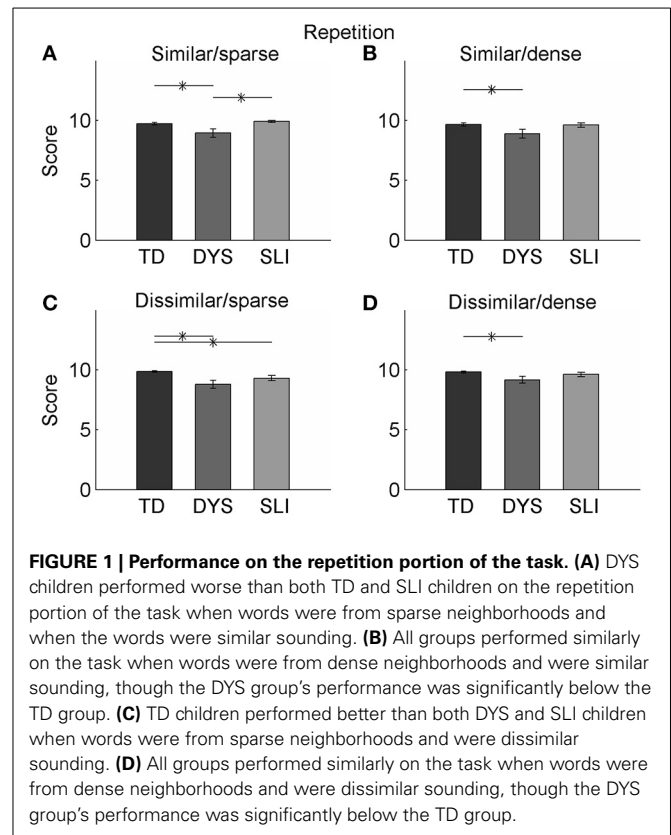 Repetition
A Similar/sparse
B Similar/dense
* * *
10
5
0
Score
TD DYS SLI
10
5
0
TD DYS SLI
C Dissimilar/sparse
D Dissimilar/dense
* * *
10
5
0
Score
TD DYS SLI
10
5
0
TD DYS SLI
FIGURE 1 | Performance on the repetition portion of the task. (A) DYS
children performed worse than both TD and SLI children on the repetition
portion of the task when words were from sparse neighborhoods and
when the words were similar sounding. (B) All groups performed similarly
on the task when words were from dense neighborhoods and were similar
sounding, though the DYS group's performance was significantly below the
TD group. (C) TD children performed better than both DYS and SLI children
when words were from sparse neighborhoods and were dissimilar
sounding. (D) All groups performed similarly on the task when words were
from dense neighborhoods and were dissimilar sounding, though the DYS
group's performance was significantly below the TD group.